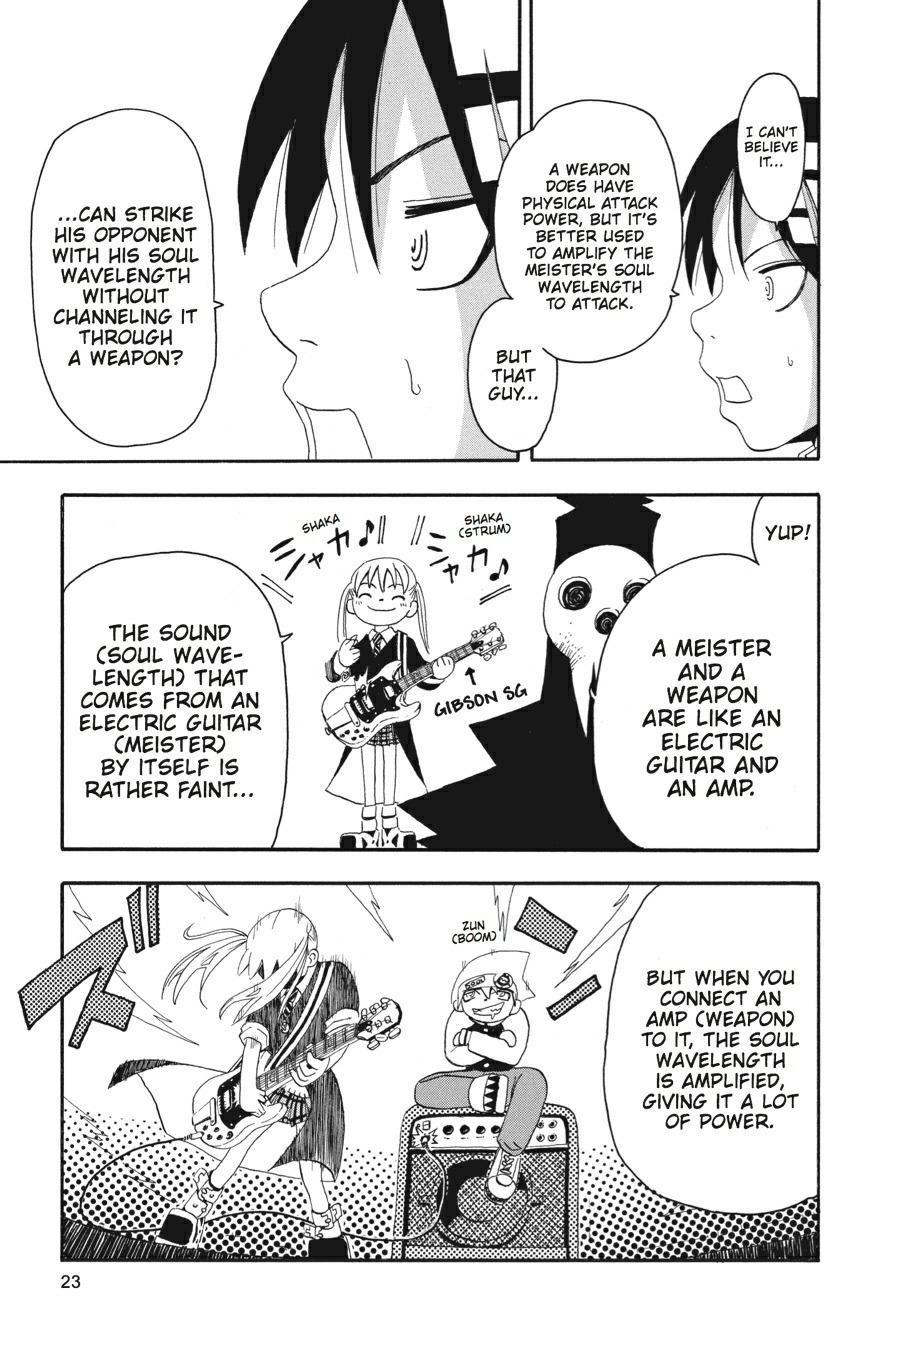 I CAN'T
BELIEVE
IT...
A WEAPON
DOES HAVE
PHYSICAL ATTACK
POWER, BUT IT'S
BETTER USED
TO AMPLIFY THE
MEISTER'S SOUL
WAVELENGTH
TO ATTACK.
BUT
THAT
GUY...
...CAN STRIKE
HIS OPPONENT
WITH HIS SOUL
WAVELENGTH
WITHOUT
CHANNELING IT
THROUGH
A WEAPON?
YUP!
A MEISTER
AND A
WEAPON
ARE LIKE AN
ELECTRIC
GUITAR AND
AN AMP.
SHAKA
(STRUM)
シャカ
SHAKA
シャカ
GIBSON SG
THE SOUND
(SOUL WAVE-
LENGTH) THAT
COMES FROM AN
ELECTRIC GUITAR
(MEISTER)
BY ITSELF IS
RATHER FAINT...
BUT WHEN YOU
CONNECT AN
AMP (WEAPON)
TO IT, THE SOUL
WAVELENGTH
IS AMPLIFIED,
GIVING IT A LOT
OF POWER.
ZUN
(BOOM)
ズン
23